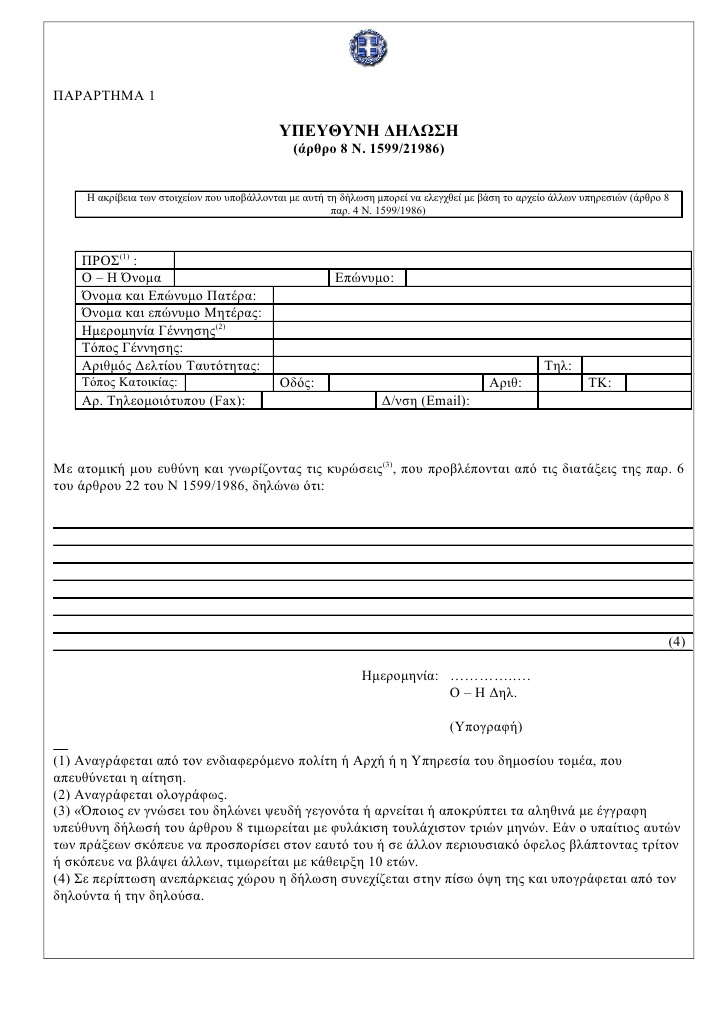 ΠΑΡΑΡΤΗΜΑ 1
ΥΠΕΥΘΥΝΗ ΔΗΛΩΣΗ
(άρθρο 8 Ν. 1599/21986)
Η ακρίβεια των στοιχείων που υποβάλλονται με αυτή τη δήλωση μπορεί να ελεγχθεί με βάση το αρχείο άλλων υπηρεσιών (άρθρο 8
παρ. 4 Ν. 1599/1986)
ΠΡΟΣ(1) :
Ο – Η Όνομα Επώνυμο:
Όνομα και Επώνυμο Πατέρα:
Όνομα και επώνυμο Μητέρας:
Ημερομηνία Γέννησης(2)
Τόπος Γέννησης:
Αριθμός Δελτίου Ταυτότητας: Τηλ:
Τόπος Κατοικίας: Οδός: Αριθ: ΤΚ:
Αρ. Τηλεομοιότυπου (Fax): Δ/νση (Email):
Με ατομική μου ευθύνη και γνωρίζοντας τις κυρώσεις(3), που προβλέπονται από τις διατάξεις της παρ. 6
του άρθρου 22 του Ν 1599/1986, δηλώνω ότι:
(4)
Ημερομηνία: ………………
Ο – Η Δηλ.
(Υπογραφή)
(1) Αναγράφεται από τον ενδιαφερόμενο πολίτη ή Αρχή ή η Υπηρεσία του δημοσίου τομέα, που
απευθύνεται η αίτηση.
(2) Αναγράφεται ολογράφως.
(3) «Όποιος εν γνώσει του δηλώνει ψευδή γεγονότα ή αρνείται ή αποκρύπτει τα αληθινά με έγγραφη
υπεύθυνη δήλωσή του άρθρου 8 τιμωρείται με φυλάκιση τουλάχιστον τριών μηνών. Εάν ο υπαίτιος αυτών
των πράξεων σκόπευε να προσπορίσει στον εαυτό του ή σε άλλον περιουσιακό όφελος βλάπτοντας τρίτον
ή σκόπευε να βλάψει άλλων, τιμωρείται με κάθειρξη 10 ετών.
(4) Σε περίπτωση ανεπάρκειας χώρου η δήλωση συνεχίζεται στην πίσω όψη της και υπογράφεται από τον
δηλούντα ή την δηλούσα.